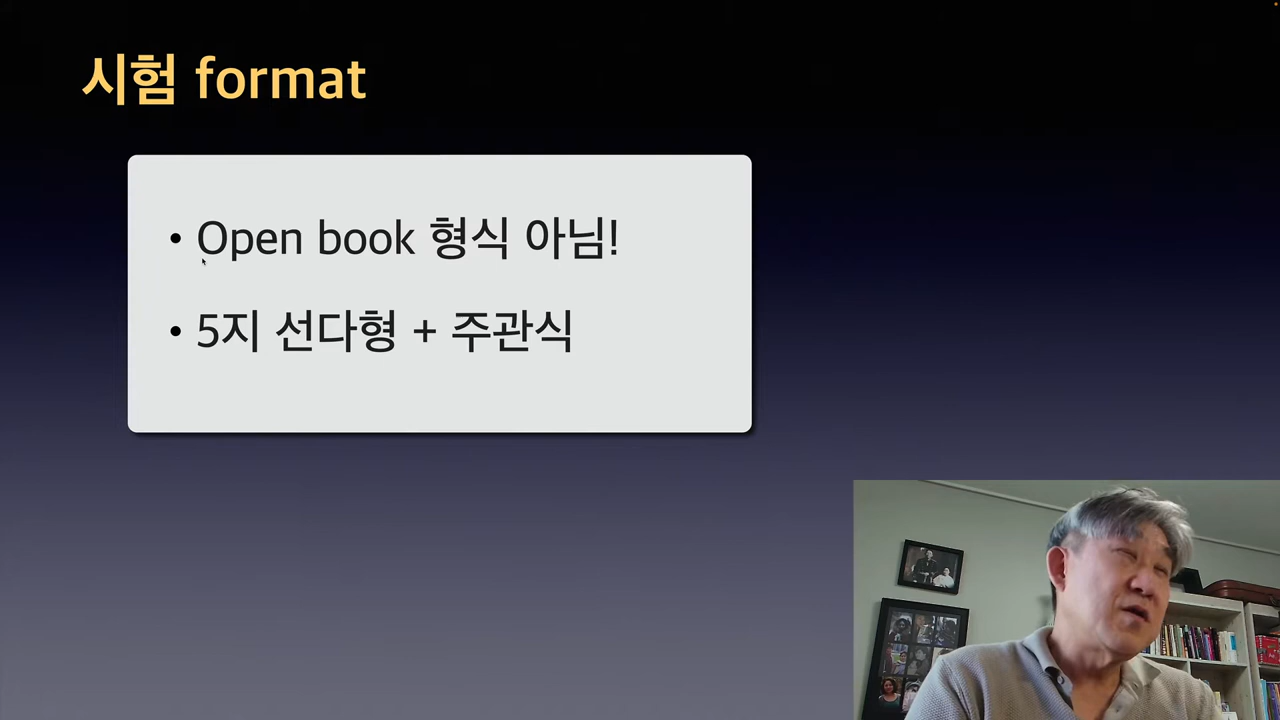 시험 format
• Open book 형식 아님!
• 5지 선다형 + 주관식